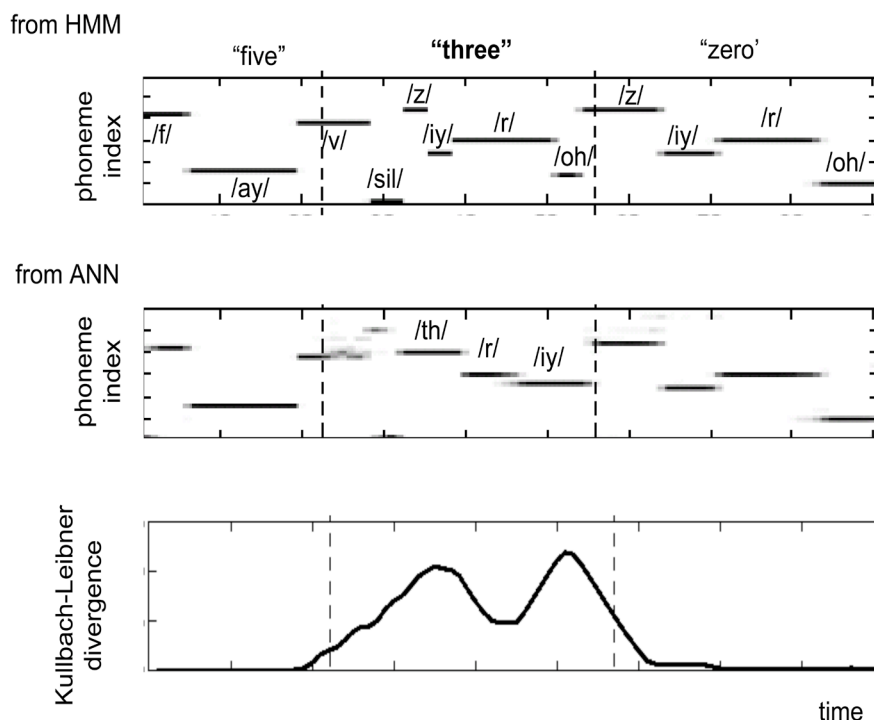 from HMM
"five" "three" "zero'
phoneme index
/f/ /ay/ /v/ /sil/ /z/ /iy/ /r/ /oh/ /z/ /iy/ /r/ /oh/
from ANN
phoneme index
/th/ /r/ /iy/
Kullbach-Leibner
divergence
time